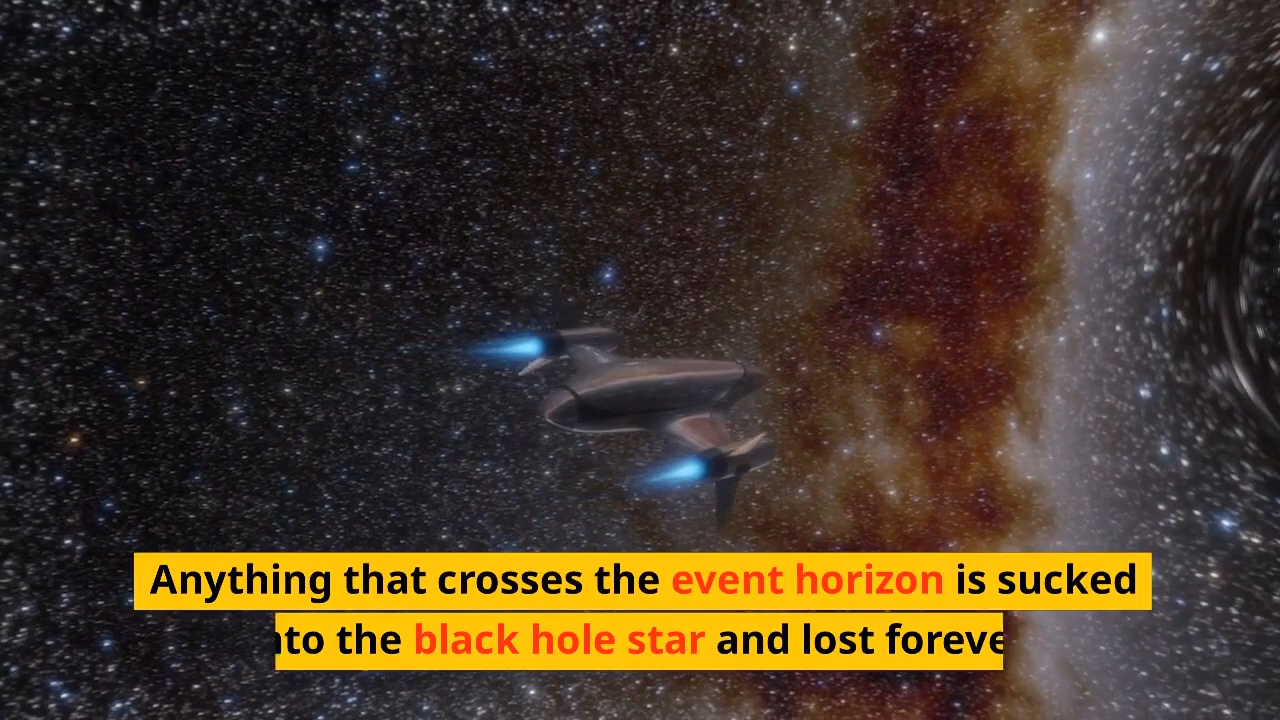 Anything that crosses the event horizon is sucked
nto the black hole star and lost foreve